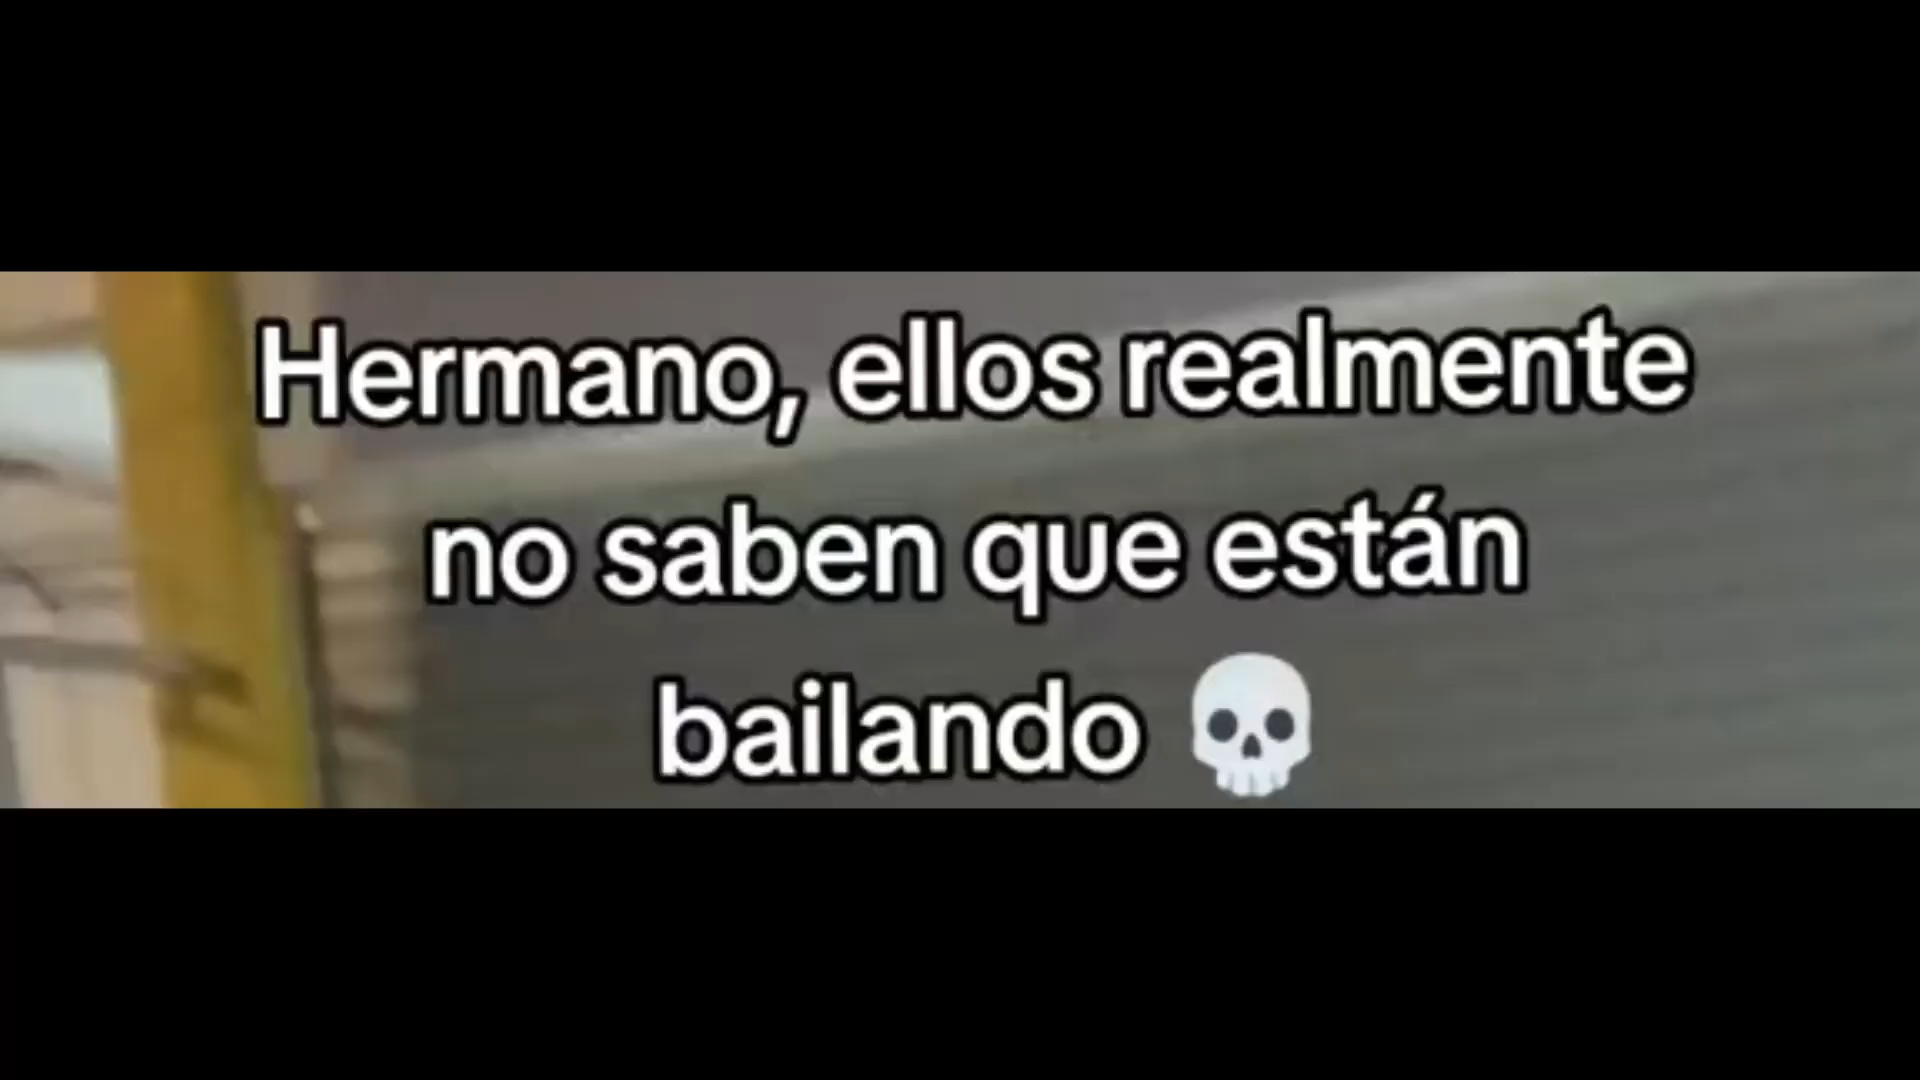 Hermano, ellos realmente
no saben que están
bailando 💀